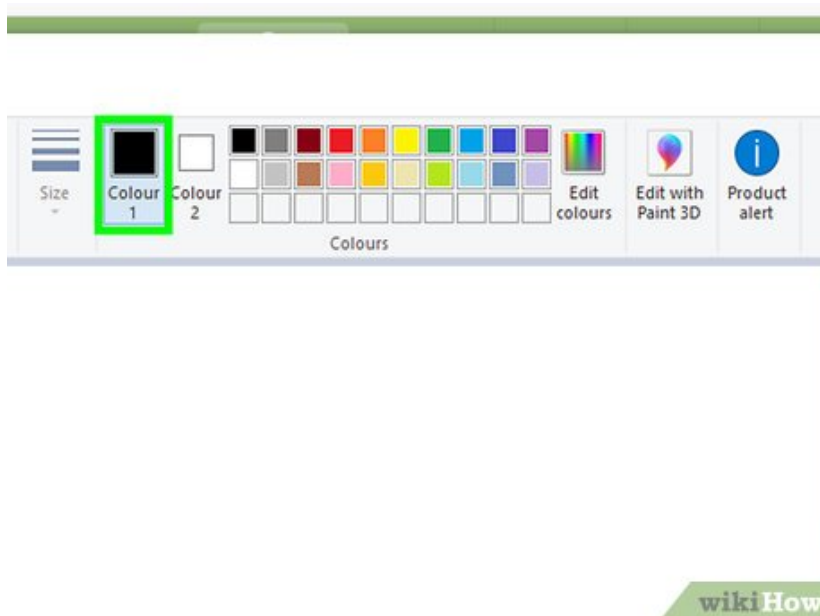 Size
Colour 1
Colour 2
Edit colours
Edit with Paint 3D
Product alert
Colours
wikiHow